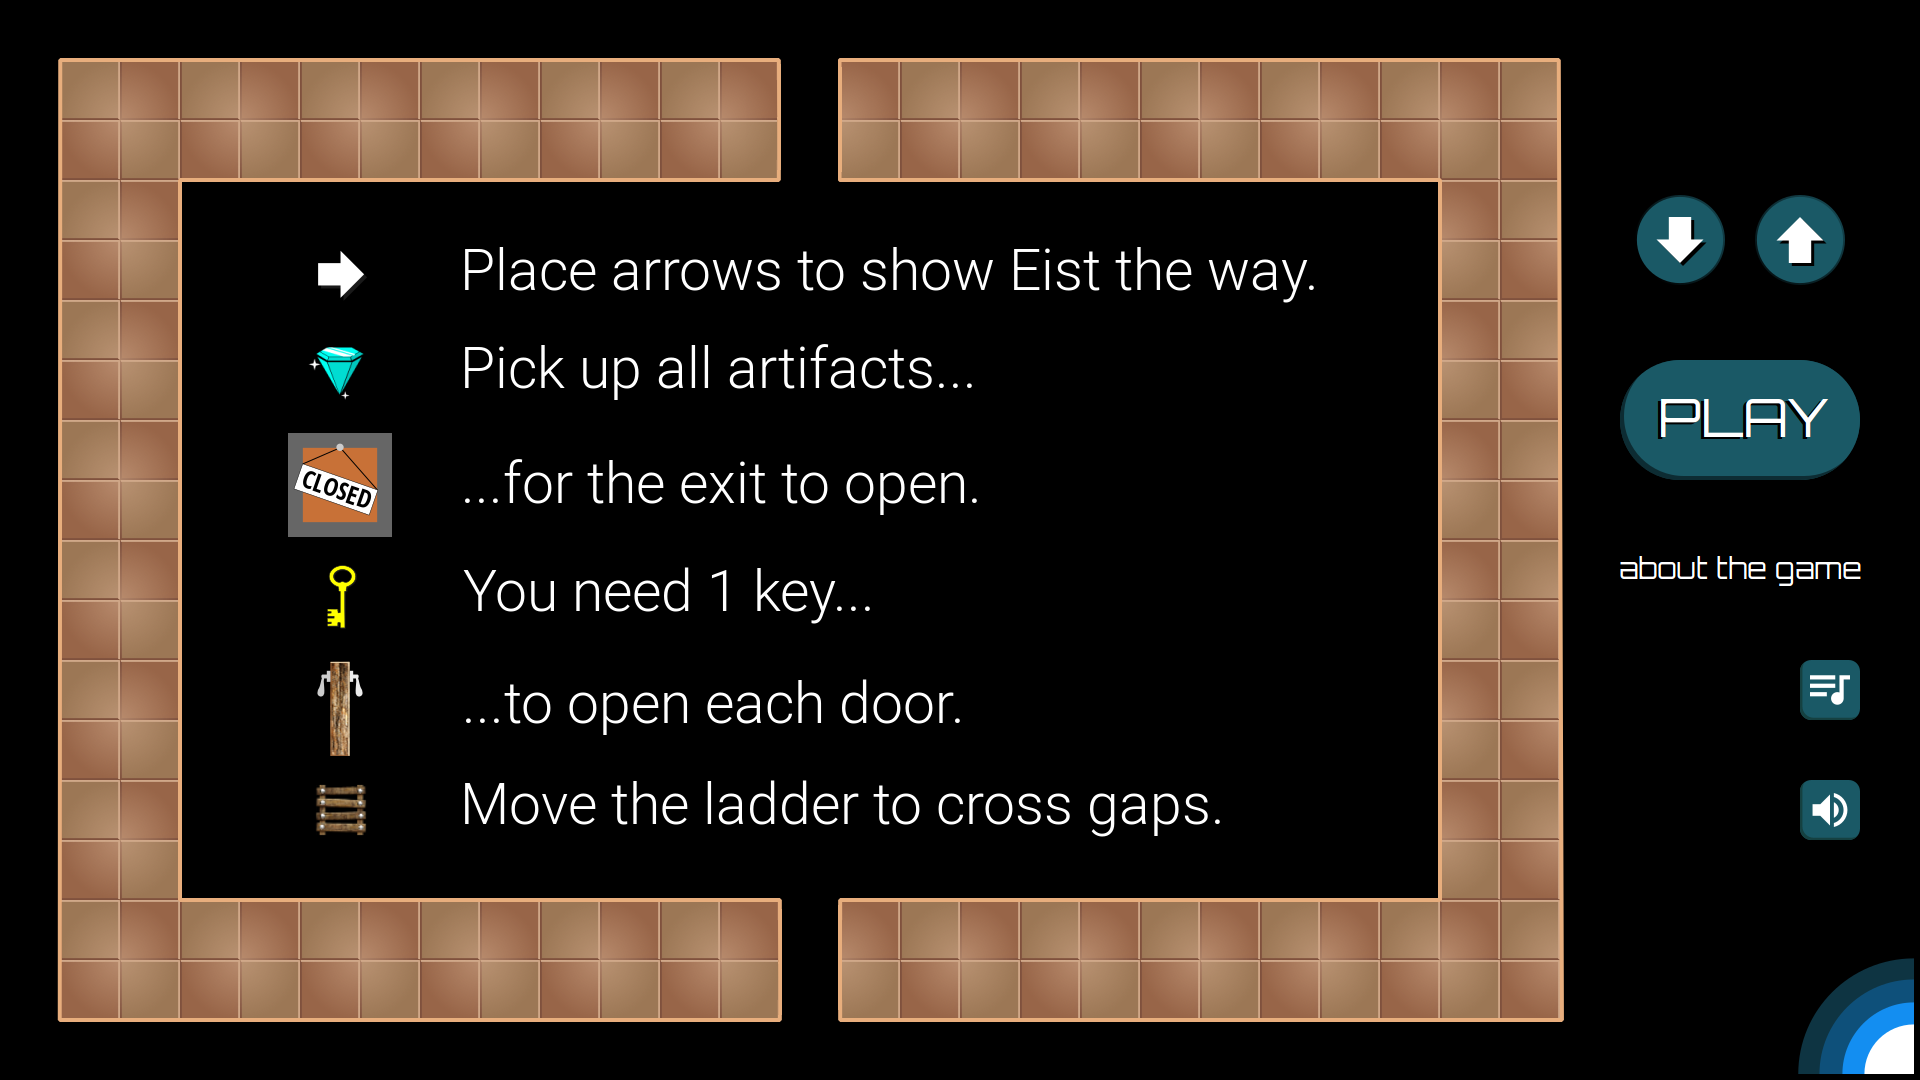 Place arrows to show Eist the way.
Pick up all artifacts...
CLOSED
...for the exit to open.
You need 1 key...
...to open each door.
Move the ladder to cross gaps.
PLAY
about the game